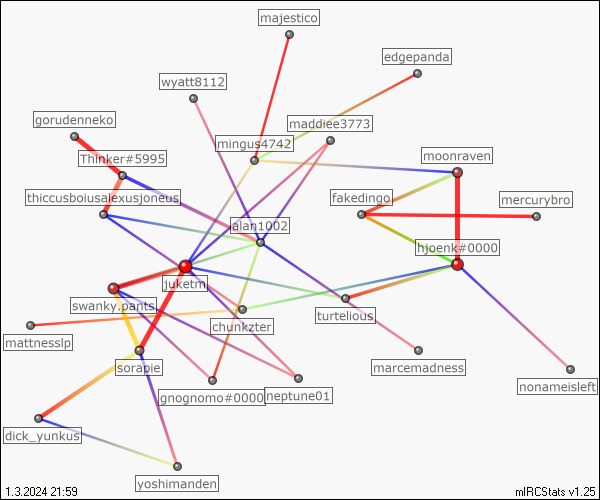 majestico
edgepanda
wyatt8112
gorudenneko
maddiee3773
mingus4742
Thinker#5995
moonraven
thiccusboiusalexusjoneus
fakedingo
mercurybro
alan1002
hjoenk#0000
juketm
swanky.pants
turtelious
chunkzter
mattnesslp
sorapie
marcemadness
nonameisleft
gnognomo#0000
neptune01
dick_yunkus
yoshimanden
1.3.2024 21:59
mIRCStats v1.25